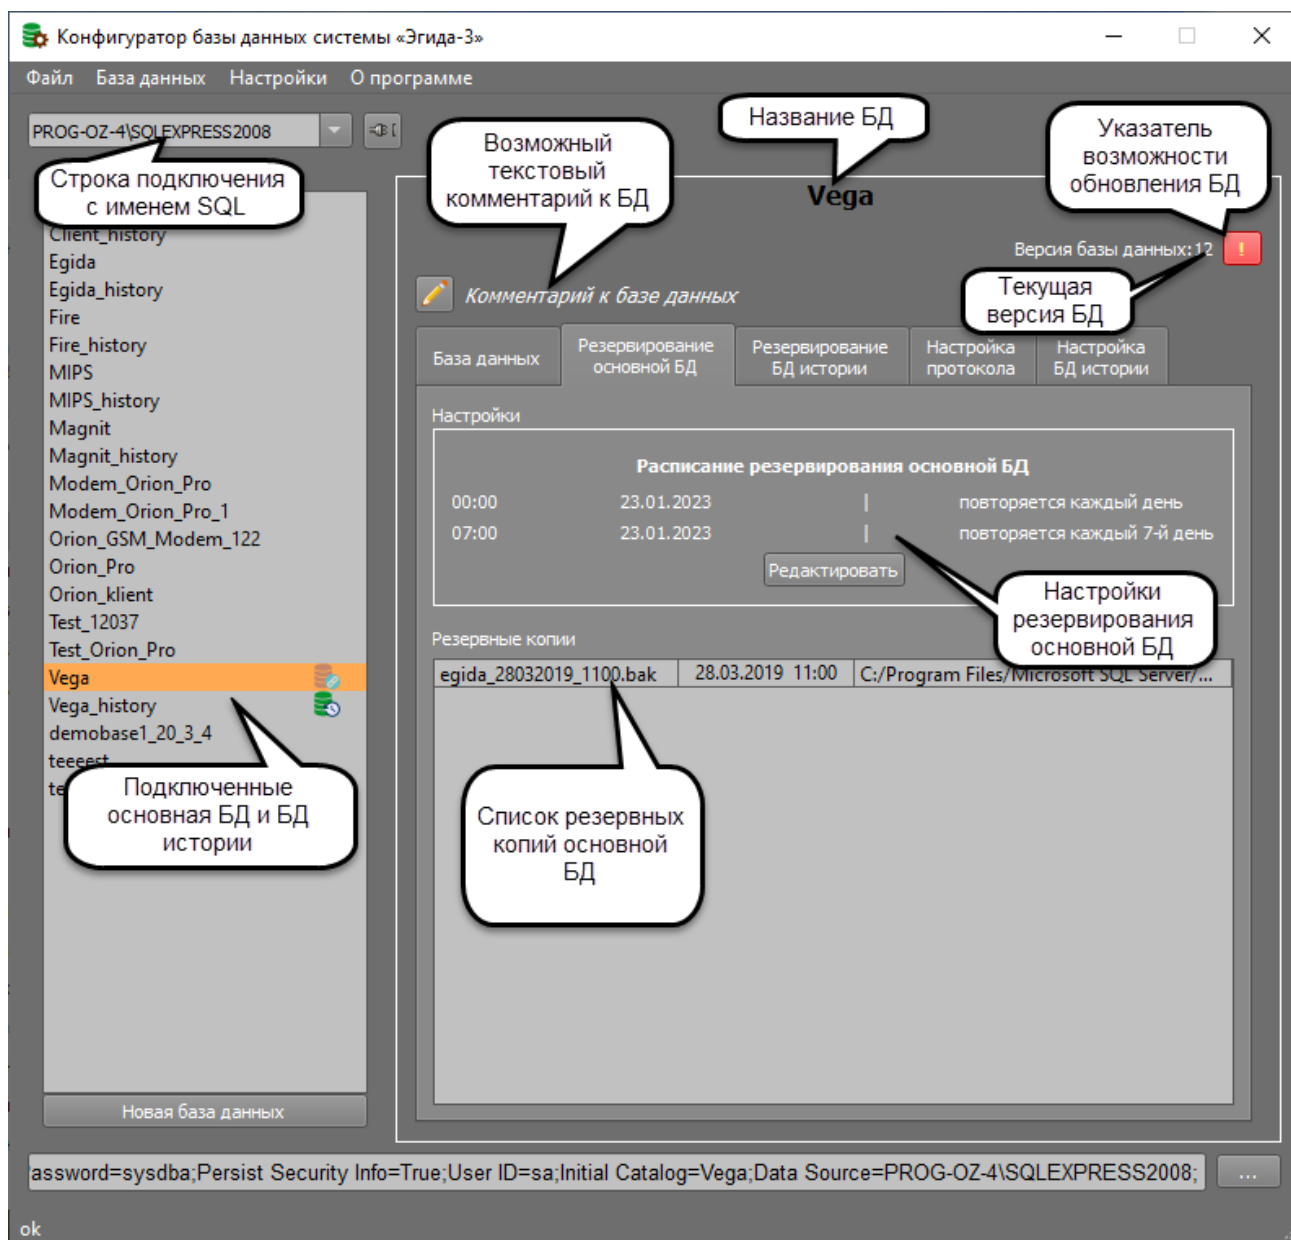 Конфигуратор базы данных системы «Эгида-3»
Файл База данных Настройки О программе
PROG-OZ-4\SQLEXPRESS2008
Строка подключения
с именем SQL
Возможный
текстовый
комментарий к БД
Название БД
Указатель
возможности
обновления БД
Vega
Версия базы данных:12
!
Текущая
версия БД
Комментарий к базе данных
Client_history
Egida
Egida_history
Fire
Fire_history
MIPS
MIPS_history
Magnit
Magnit_history
Modem_Orion_Pro
Modem_Orion_Pro_1
Orion_GSM_Modem_122
Orion_Pro
Orion_klient
Test_12037
Test_Orion_Pro
Vega
Vega_history
demobase1_20_3_4
teeeest
te
Подключенные
основная БД и БД
истории
Новая база данных
База данных
Резервирование
основной БД
Резервирование
БД истории
Настройка
протокола
Настройка
БД истории
Настройки
Расписание резервирования основной БД
00:00 23.01.2023 | повторяется каждый день
07:00 23.01.2023 | повторяется каждый 7-й день
Редактировать
Настройки
резервирования
основной БД
Резервные копии
egida_28032019_1100.bak 28.03.2019 11:00 C:/Program Files/Microsoft SQL Server/...
Список резервных
копий основной
БД
assword=sysdba;Persist Security Info=True;User ID=sa;Initial Catalog=Vega;Data Source=PROG-OZ-4\SQLEXPRESS2008;
...
ok